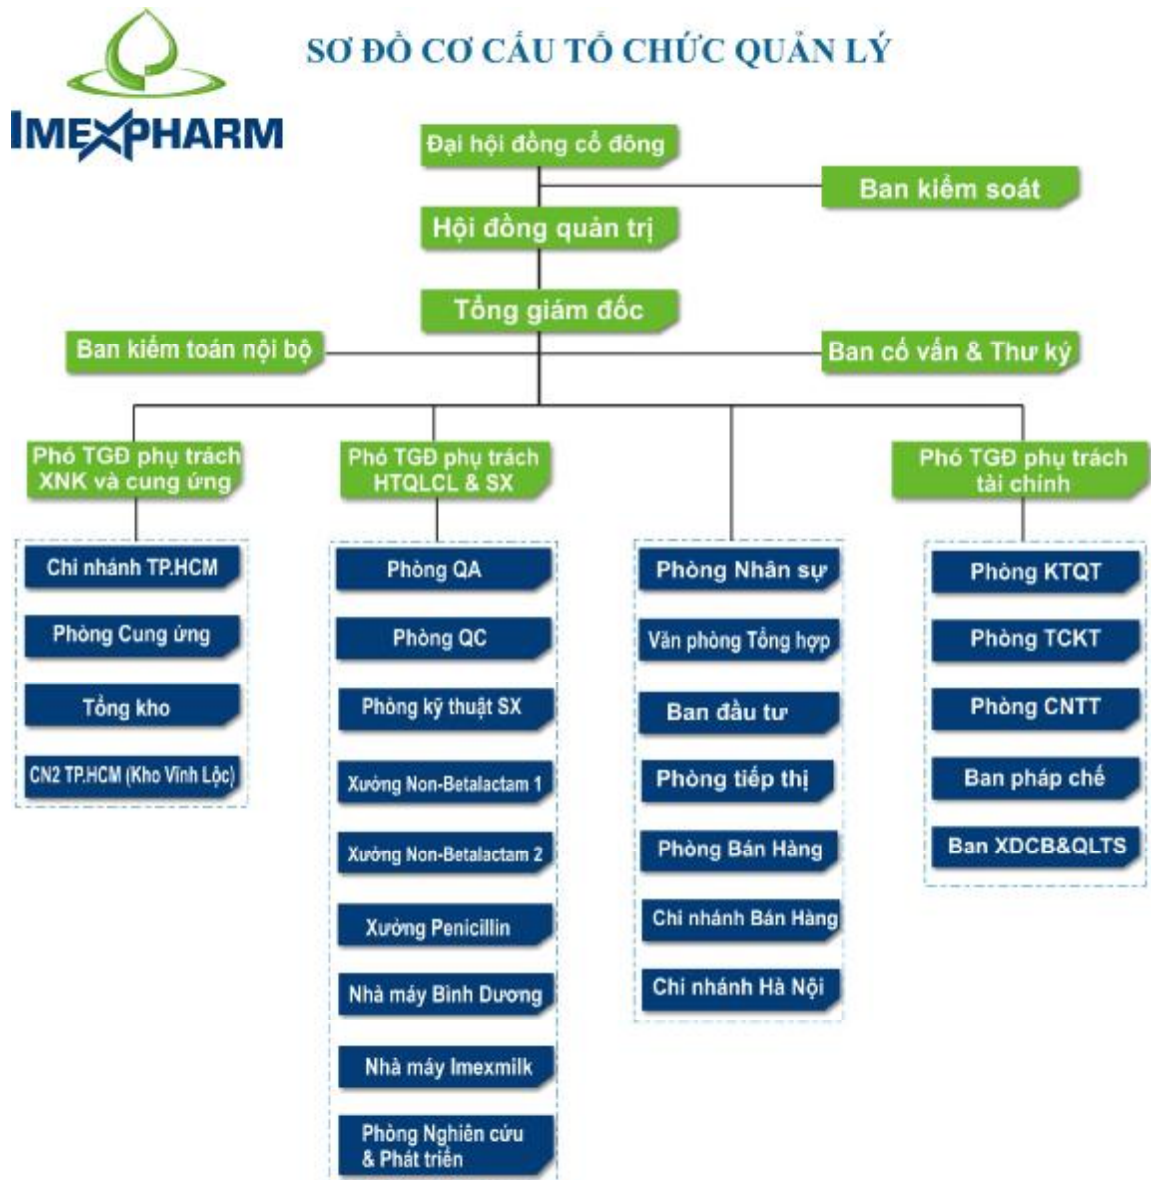 IMEXPHARM
SƠ ĐỒ CƠ CẤU TỔ CHỨC QUẢN LÝ
Đại hội đồng cổ đông
Ban kiểm soát
Hội đồng quản trị
Tổng giám đốc
Ban kiểm toán nội bộ
Ban cố vấn & Thư ký
Phó TGĐ phụ trách
XNK và cung ứng
Chi nhánh TP.HCM
Phòng Cung ứng
Tổng kho
CN2 TP.HCM (Kho Vĩnh Lộc)
Phó TGĐ phụ trách
HTQLCL & SX
Phòng QA
Phòng QC
Phòng kỹ thuật SX
Xưởng Non-Betalactam 1
Xưởng Non-Betalactam 2
Xưởng Penicillin
Nhà máy Bình Dương
Nhà máy Imexmilk
Phòng Nghiên cứu
& Phát triển
Phòng Nhân sự
Văn phòng Tổng hợp
Ban đầu tư
Phòng tiếp thị
Phòng Bán Hàng
Chi nhánh Bán Hàng
Chi nhánh Hà Nội
Phó TGĐ phụ trách
tài chính
Phòng KTQT
Phòng TCKT
Phòng CNTT
Ban pháp chế
Ban XDCB&QLTS